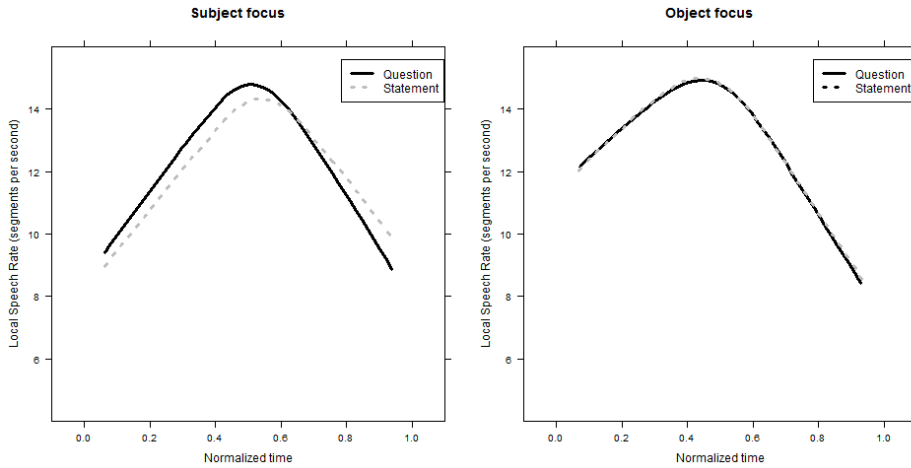 Subject focus
Local Speech Rate (segments per second)
14
12
10
8
6
Question
Statement
0.0 0.2 0.4 0.6 0.8 1.0
Normalized time
Object focus
Local Speech Rate (segments per second)
14
12
10
8
6
Question
Statement
0.0 0.2 0.4 0.6 0.8 1.0
Normalized time